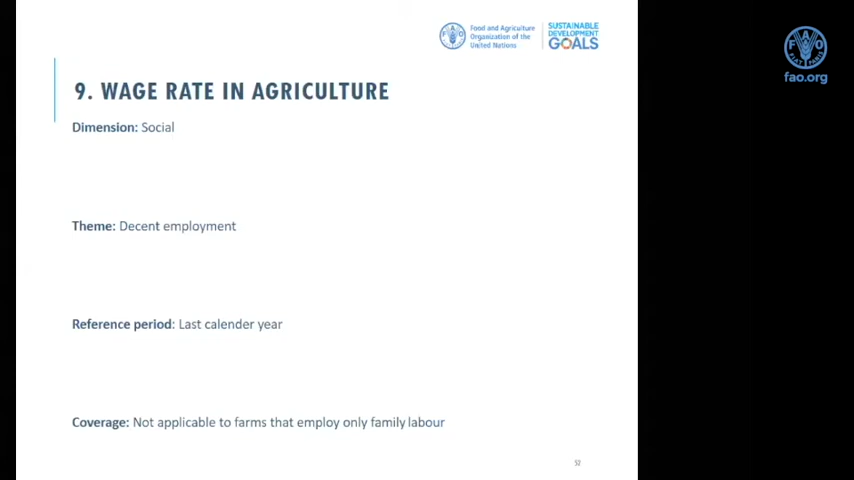 Food and Agriculture
Organization of the
United Nations
SUSTAINABLE
DEVELOPMENT
GOALS
F A O
FIAT PANIS
fao.org
9. WAGE RATE IN AGRICULTURE
Dimension: Social
Theme: Decent employment
Reference period: Last calender year
Coverage: Not applicable to farms that employ only family labour